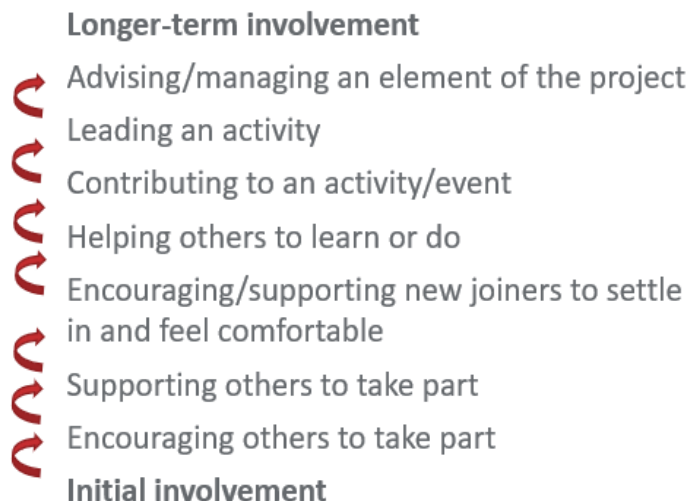 Longer-term involvement
Advising/managing an element of the project
Leading an activity
Contributing to an activity/event
Helping others to learn or do
Encouraging/supporting new joiners to settle
in and feel comfortable
Supporting others to take part
Encouraging others to take part
Initial involvement